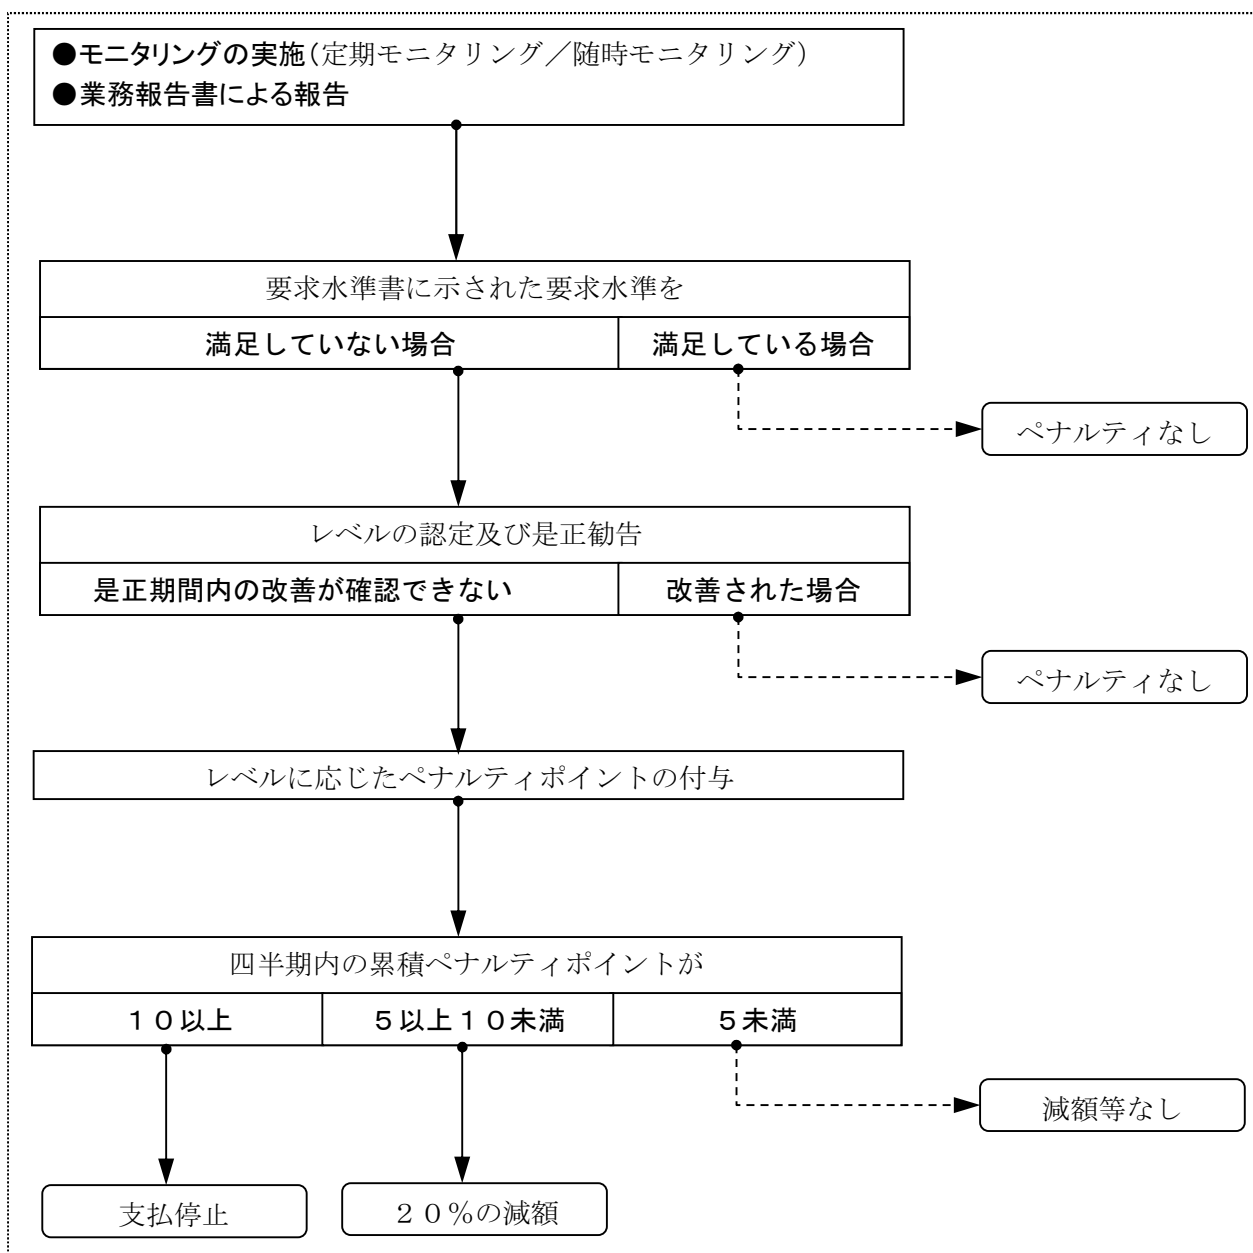 ●モニタリングの実施(定期モニタリング／随時モニタリング)
●業務報告書による報告
要求水準書に示された要求水準を
満足していない場合
満足している場合
ペナルティなし
レベルの認定及び是正勧告
是正期間内の改善が確認できない
改善された場合
ペナルティなし
レベルに応じたペナルティポイントの付与
四半期内の累積ペナルティポイントが
１０以上
５以上１０未満
５未満
減額等なし
支払停止
２０％の減額